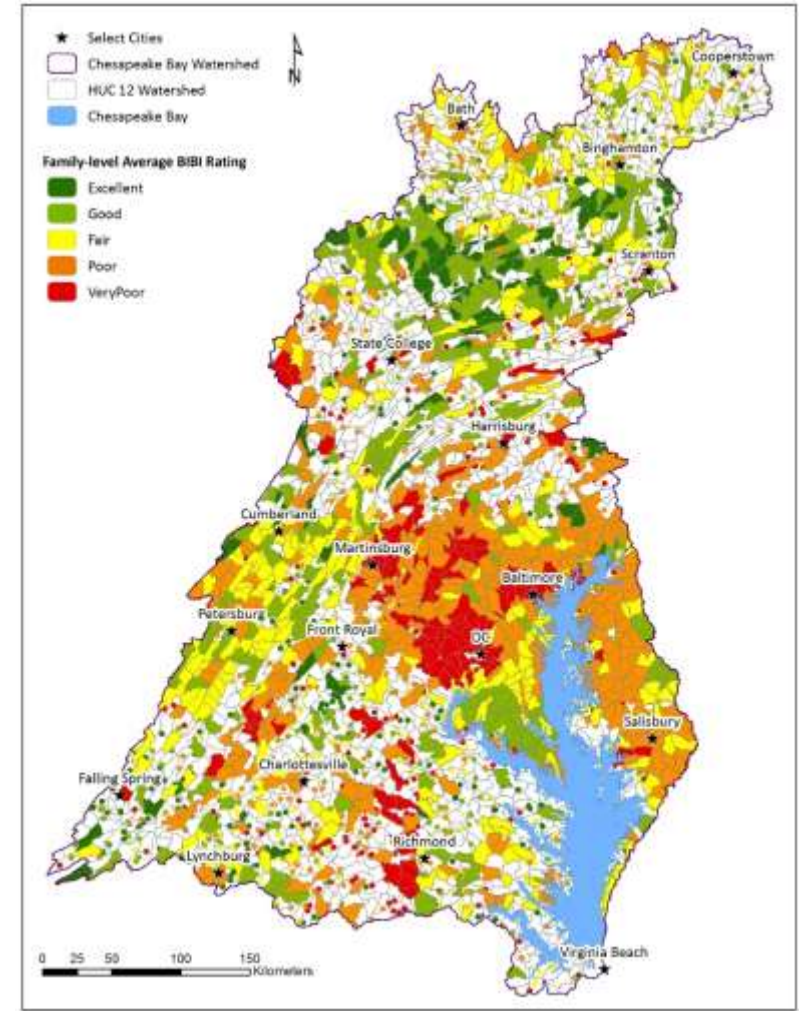 Select Cities
Chesapeake Bay Watershed
HUC 12 Watershed
Chesapeake Bay
N
Family-level Average BIBI Rating
Excellent
Good
Fair
Poor
VeryPoor
Cooperstown
Bath
Binghamton
Scranton
State College
Harrisburg
Cumberland
Martinsburg
Baltimore
Petersburg
Front Royal
DC
Salisbury
Charlottesville
Falling Spring
Richmond
Lynchburg
Virginia Beach
0 25 50 100 150
Kilometers